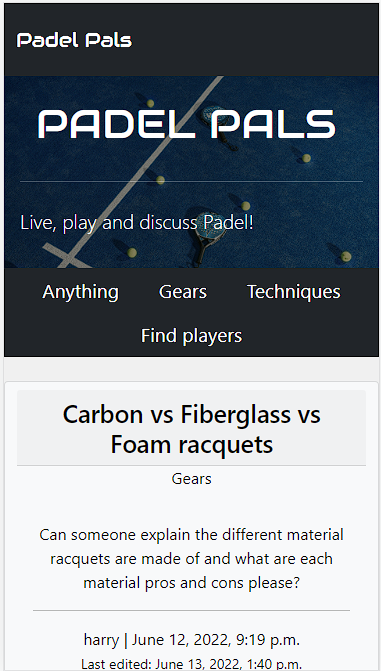 Padel Pals
PADEL PALS
Live, play and discuss Padel!
Anything Gears Techniques
Find players
Carbon vs Fiberglass vs
Foam racquets
Gears
Can someone explain the different material
racquets are made of and what are each
material pros and cons please?
harry | June 12, 2022, 9:19 p.m.
Last edited: June 13, 2022, 1:40 p.m.